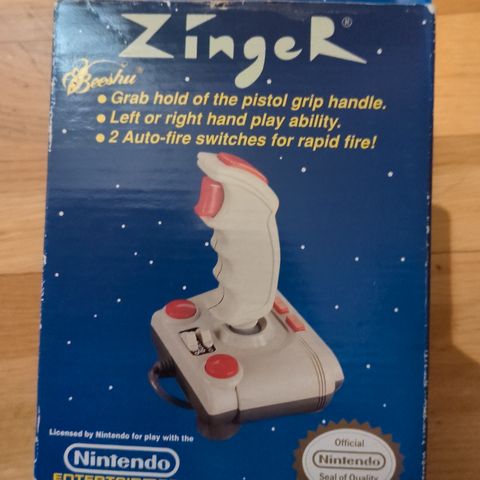 ZingeR®
Beeshu®
• Grab hold of the pistol grip handle.
• Left or right hand play ability.
• 2 Auto-fire switches for rapid fire!
Licensed by Nintendo for play with the
Nintendo
Official
Nintendo
Seal of Quality